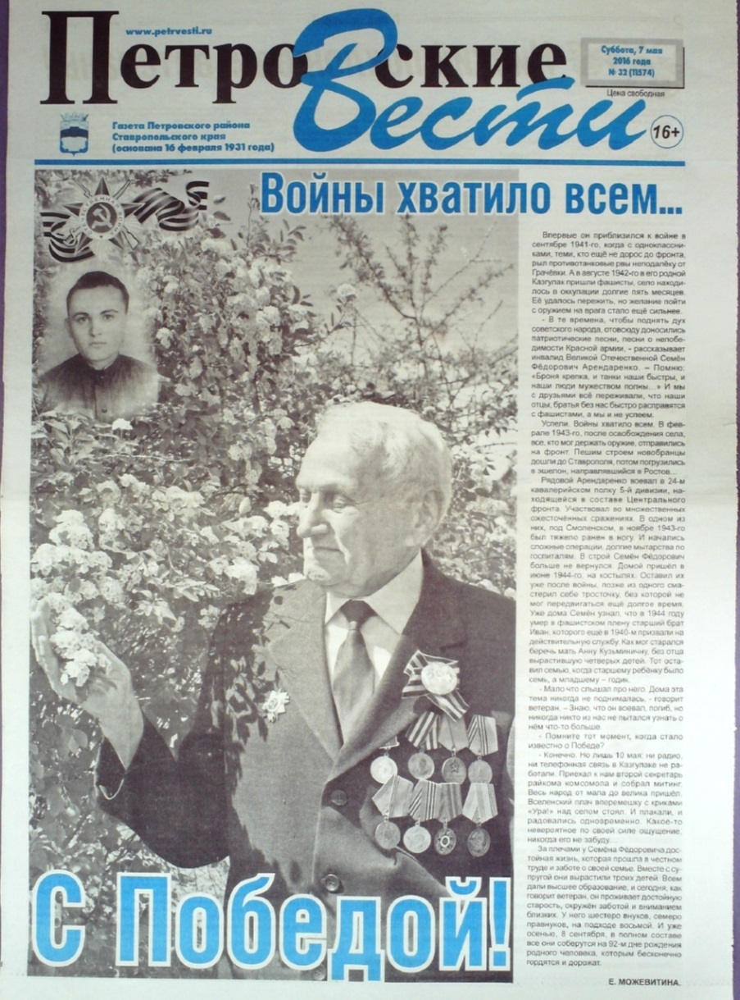 www.petrvesti.ru
Петровские
Вести
Суббота, 7 мая
2016 года
№ 32 (11574)
Цена свободная
16+
Газета Петровского района
Ставропольского края
(основана 16 февраля 1931 года)
Войны хватило всем...
Впервые он приблизился к войне в
сентябре 1941-го, когда с одноклассни-
ками, теми, кто ещё не дорос до фронта,
рыл противотанковые рвы неподалёку от
Грачёвки. А в августе 1942-го в его родной
Казгулак пришли фашисты, село находи-
лось в оккупации долгие пять месяцев.
Её удалось пережить, но желание пойти
с оружием на врага стало ещё сильнее.
- В те времена, чтобы поднять дух
советского народа, отовсюду доносились
патриотические песни, песни о непобе-
димости Красной армии, - рассказывает
инвалид Великой Отечественной Семён
Фёдорович Арендаренко. – Помню:
«Броня крепка, и танки наши быстры, и
наши люди мужеством полны...» И мы
с друзьями всё переживали, что наши
отцы, братья без нас быстро расправятся
с фашистами, а мы и не успеем.
Успели. Войны хватило всем. В фев-
рале 1943-го, после освобождения села,
все, кто мог держать оружие, отправились
на фронт. Пешим строем новобранцы
дошли до Ставрополя, потом погрузились
в эшелон, направлявшийся в Ростов...
Рядовой Арендаренко воевал в 24-м
кавалерийском полку 5-й дивизии, на-
ходящейся в составе Центрального
фронта. Участвовал во множественных
ожесточённых сражениях. В одном из
них, под Смоленском, в ноябре 1943-го
был тяжело ранен в ногу. И начались
сложные операции, долгие мытарства по
госпиталям. В строй Семён Фёдорович
больше не вернулся. Домой пришёл в
июне 1944-го, на костылях. Оставил их
уже после войны, позже из одного сма-
стерил себе тросточку, без которой не
мог передвигаться ещё долгое время.
Уже дома Семён узнал, что в 1944 году
умер в фашистском плену старший брат
Иван, которого ещё в 1940-м призвали на
действительную службу. Как мог старался
беречь мать Анну Кузьминичну, без отца
вырастившую четверых детей. Тот оста-
вил семью, когда старшему ребёнку было
семь, а младшему – годик.
- Мало что слышал про него. Дома эта
тема никогда не поднималась, - говорит
ветеран. – Знаю, что он воевал, погиб, но
никогда никто из нас не пытался узнать о
нём что-то больше.
- Помните тот момент, когда стало
известно о Победе?
- Конечно. Но лишь 10 мая: ни радио,
ни телефонная связь в Казгулаке не ра-
ботали. Приехал к нам второй секретарь
райкома комсомола и собрал митинг.
Весь народ от мала до велика пришёл.
Вселенский плач вперемешку с криками
«Ура!» над селом стоял. И плакали, и
радовались одновременно. Какое-то
невероятное по своей силе ощущение,
никогда его не забуду...
За плечами у Семёна Фёдоровича дос-
тойная жизнь, которая прошла в честном
труде и заботе о своей семье. Вместе с су-
пругой они вырастили троих детей. Всем
дали высшее образование, и сегодня, как
говорит ветеран, он проживает достойную
старость, окружён заботой и вниманием
близких. У него шестеро внуков, семеро
правнуков, на подходе восьмой. И уже
осенью, 8 сентября, в полном составе
все они соберутся на 92-м дне рождения
родного человека, которым бесконечно
гордятся и дорожат.
Е. МОЖЕВИТИНА.
С Победой!